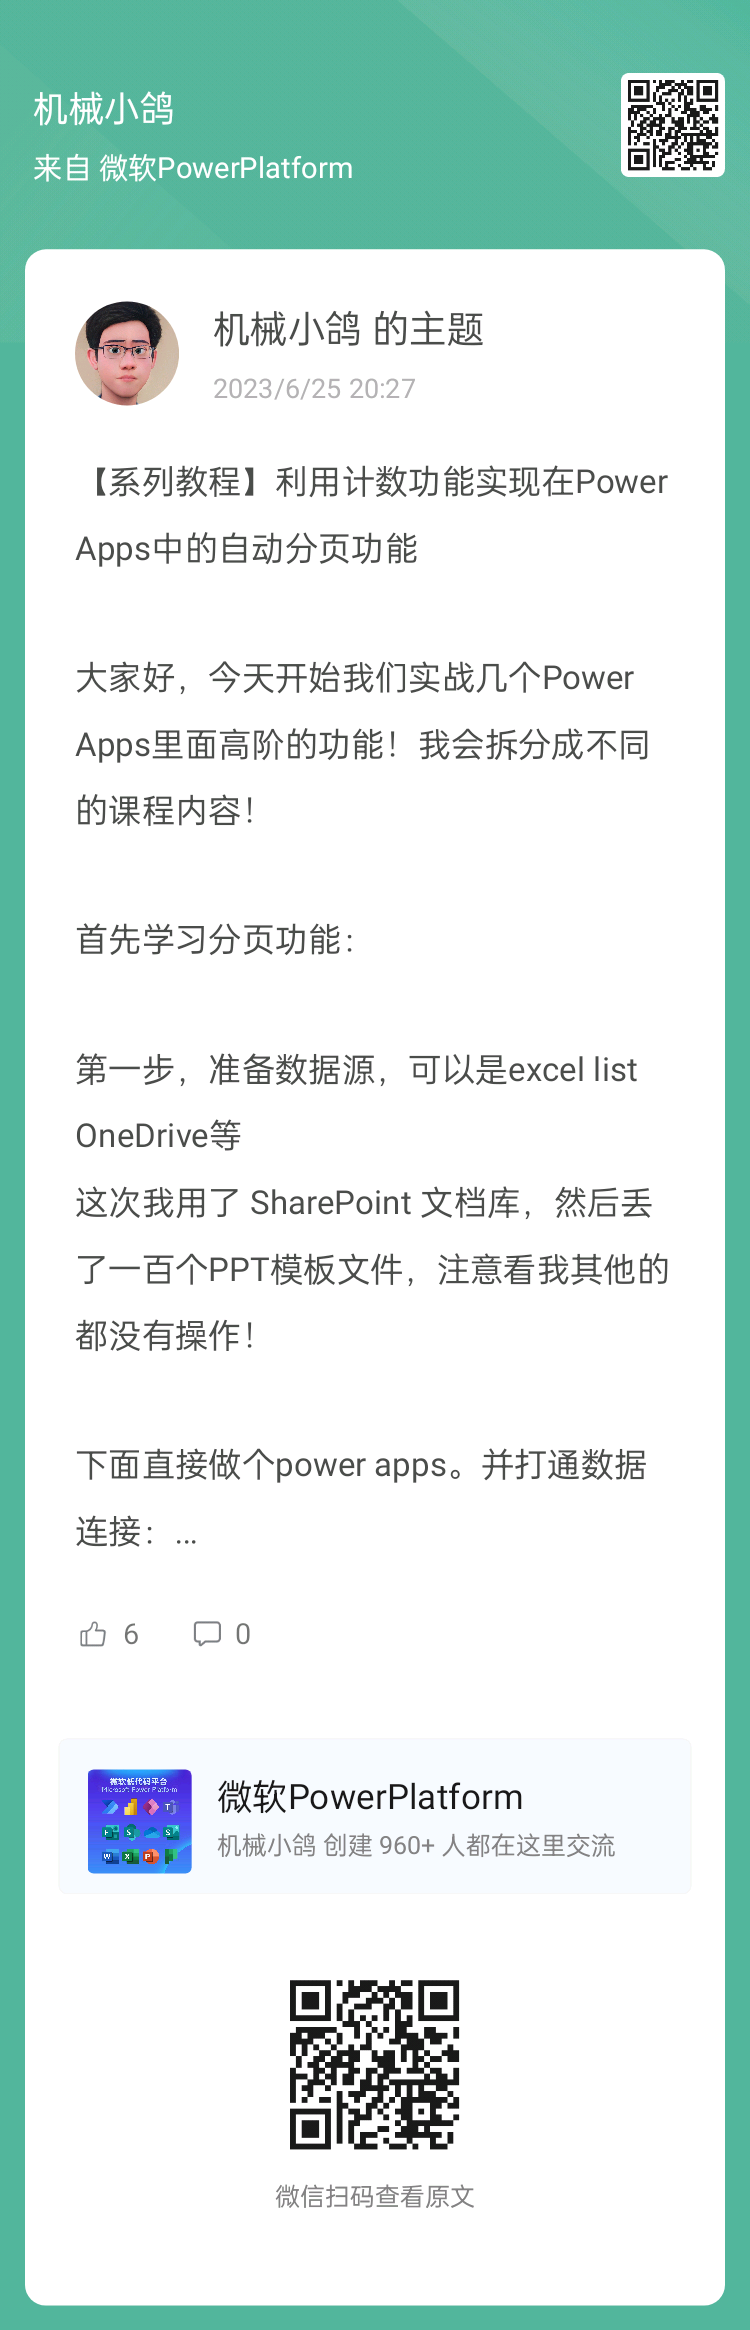 机械小鸽
来自 微软PowerPlatform
机械小鸽 的主题
2023/6/25 20:27
【系列教程】利用计数功能实现在Power
Apps中的自动分页功能
大家好，今天开始我们实战几个Power
Apps里面高阶的功能！我会拆分成不同
的课程内容！
首先学习分页功能：
第一步，准备数据源，可以是excel list
OneDrive等
这次我用了 SharePoint 文档库，然后丢
了一百个PPT模板文件，注意看我其他的
都没有操作！
下面直接做个power apps。并打通数据
连接：...
6 0
微软低代码平台
Microsoft Power Platform
微软PowerPlatform
机械小鸽 创建 960+ 人都在这里交流
微信扫码查看原文